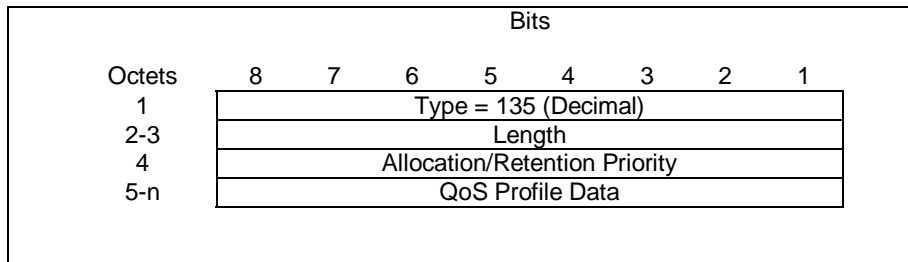 Bits
Octets 8 7 6 5 4 3 2 1
1 Type = 135 (Decimal)
2-3 Length
4 Allocation/Retention Priority
5-n QoS Profile Data